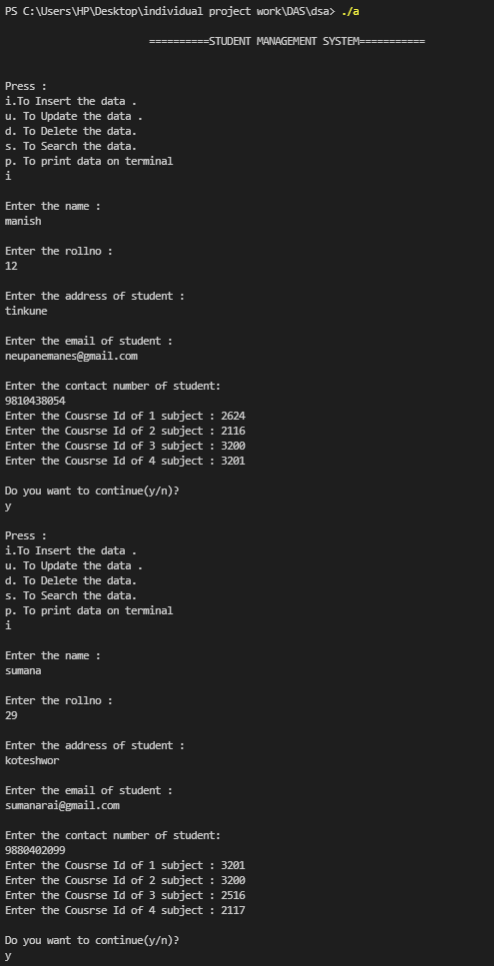 PS C:\Users\HP\Desktop\individual project work\DAS\dsa> ./a
==========STUDENT MANAGEMENT SYSTEM===========
Press :
i.To Insert the data .
u. To Update the data .
d. To Delete the data.
s. To Search the data.
p. To print data on terminal
i
Enter the name :
manish
Enter the rollno :
12
Enter the address of student :
tinkune
Enter the email of student :
neupanemanes@gmail.com
Enter the contact number of student:
9810438054
Enter the Cousrse Id of 1 subject : 2624
Enter the Cousrse Id of 2 subject : 2116
Enter the Cousrse Id of 3 subject : 3200
Enter the Cousrse Id of 4 subject : 3201
Do you want to continue(y/n)?
y
Press :
i.To Insert the data .
u. To Update the data .
d. To Delete the data.
s. To Search the data.
p. To print data on terminal
i
Enter the name :
sumana
Enter the rollno :
29
Enter the address of student :
koteshwor
Enter the email of student :
sumanarai@gmail.com
Enter the contact number of student:
9880402099
Enter the Cousrse Id of 1 subject : 3201
Enter the Cousrse Id of 2 subject : 3200
Enter the Cousrse Id of 3 subject : 2516
Enter the Cousrse Id of 4 subject : 2117
Do you want to continue(y/n)?
y